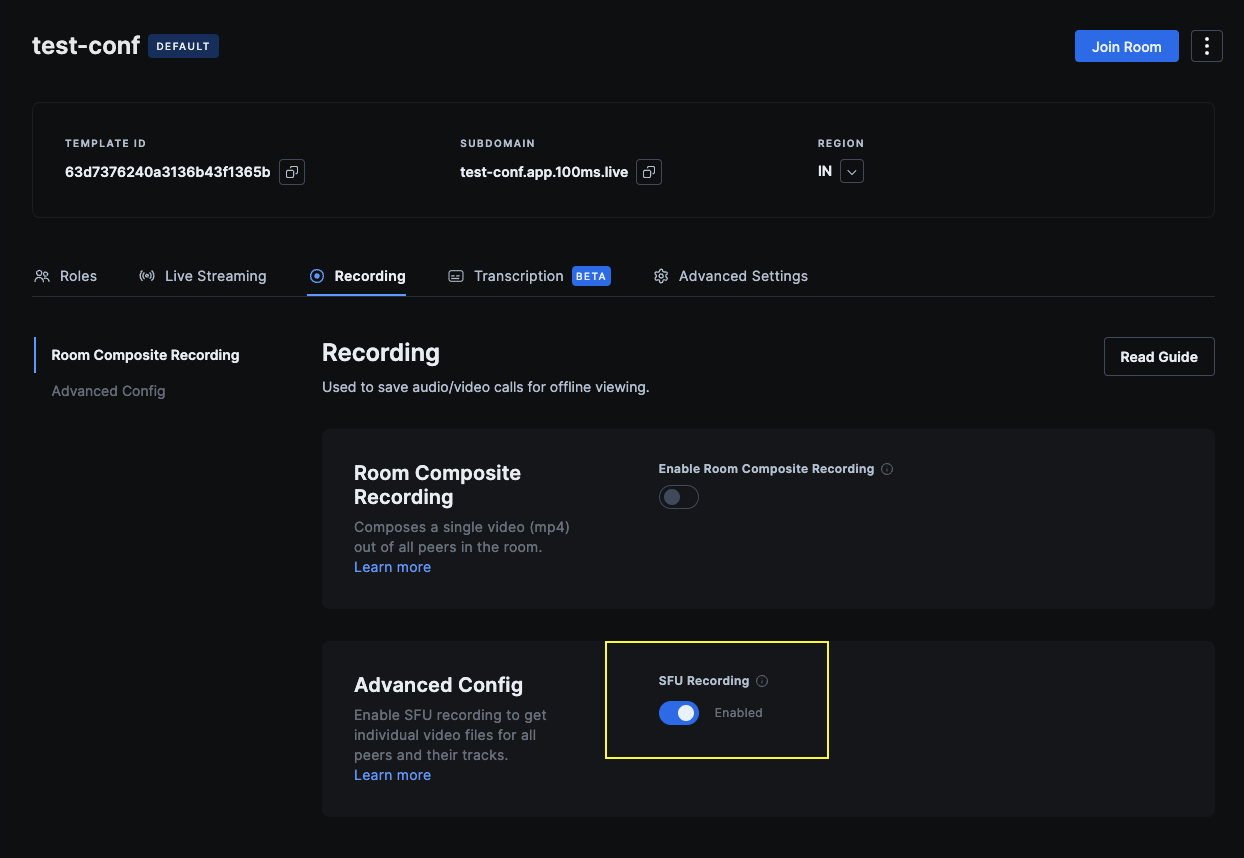 test-conf DEFAULT
Join Room
TEMPLATE ID
63d7376240a3136b43f1365b
SUBDOMAIN
test-conf.app.100ms.live
REGION
IN
Roles
Live Streaming
Recording
Transcription BETA
Advanced Settings
Room Composite Recording
Advanced Config
Recording
Used to save audio/video calls for offline viewing.
Read Guide
Room Composite
Recording
Composes a single video (mp4)
out of all peers in the room.
Learn more
Enable Room Composite Recording
Advanced Config
Enable SFU recording to get
individual video files for all
peers and their tracks.
Learn more
SFU Recording
Enabled